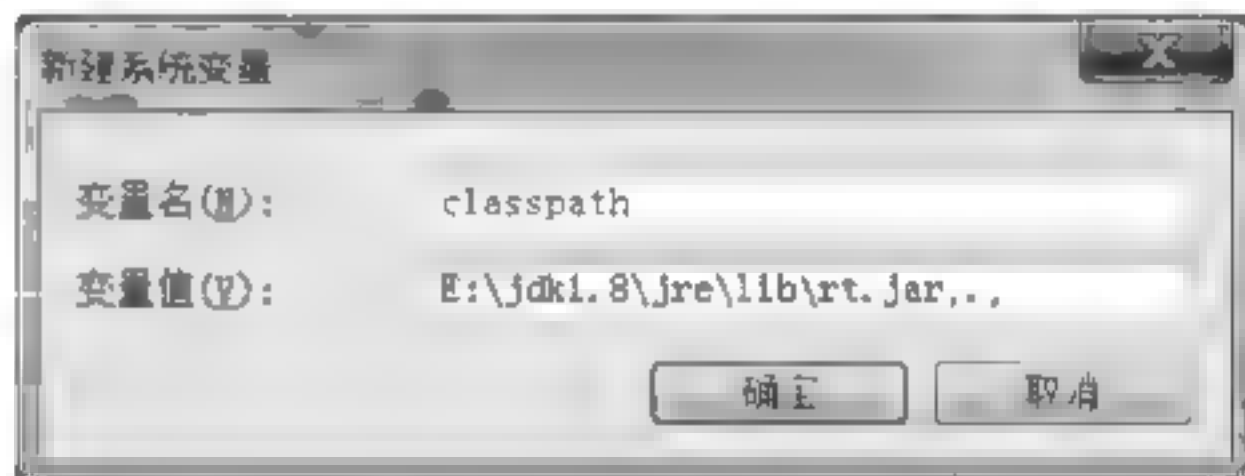 新建系统变量
变量名(N):
classpath
变量值(V):
E:\jdk1.8\jre\lib\rt.jar;.;
确定
取消